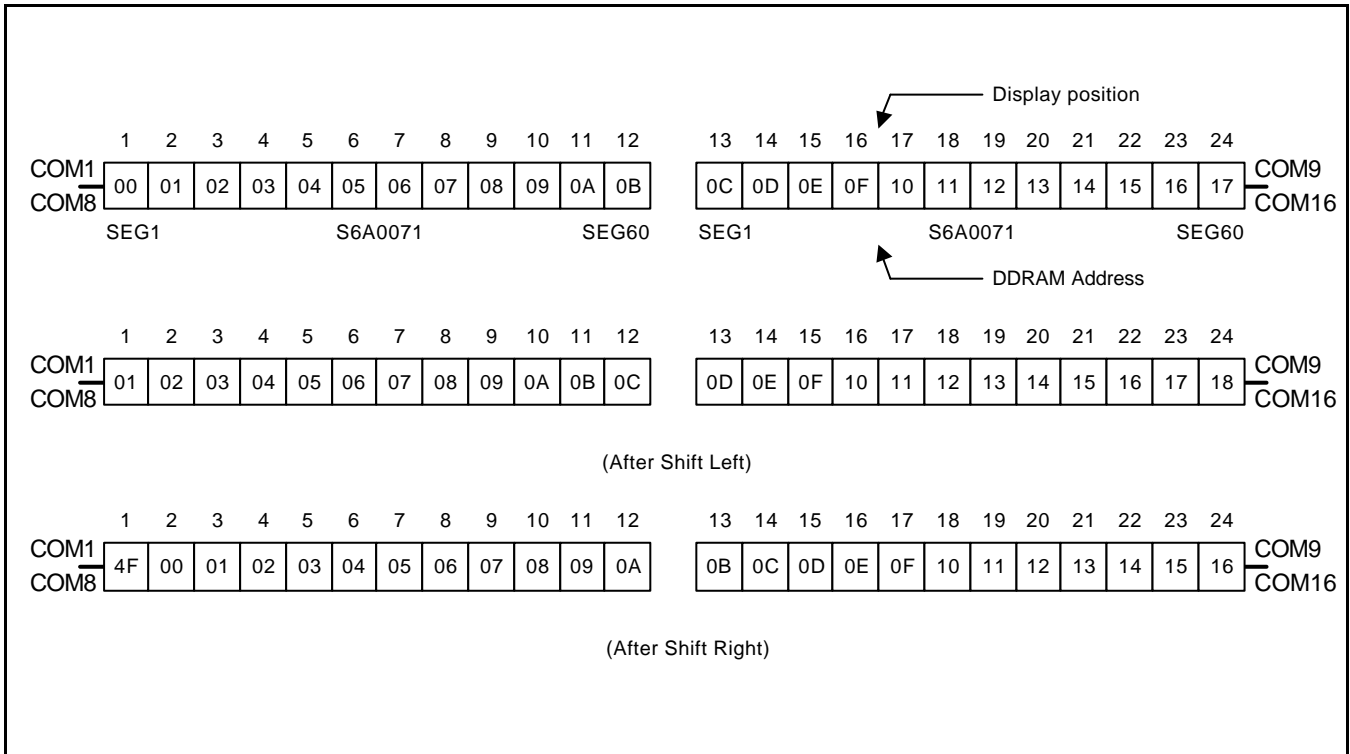 Display position
1 2 3 4 5 6 7 8 9 10 11 12 13 14 15 16 17 18 19 20 21 22 23 24
COM1 COM9
00 01 02 03 04 05 06 07 08 09 0A 0B 0C 0D 0E 0F 10 11 12 13 14 15 16 17
COM8 COM16
SEG1 S6A0071 SEG60 SEG1 S6A0071 SEG60
DDRAM Address
1 2 3 4 5 6 7 8 9 10 11 12 13 14 15 16 17 18 19 20 21 22 23 24
COM1 COM9
01 02 03 04 05 06 07 08 09 0A 0B 0C 0D 0E 0F 10 11 12 13 14 15 16 17 18
COM8 COM16
(After Shift Left)
1 2 3 4 5 6 7 8 9 10 11 12 13 14 15 16 17 18 19 20 21 22 23 24
COM1 COM9
4F 00 01 02 03 04 05 06 07 08 09 0A 0B 0C 0D 0E 0F 10 11 12 13 14 15 16
COM8 COM16
(After Shift Right)